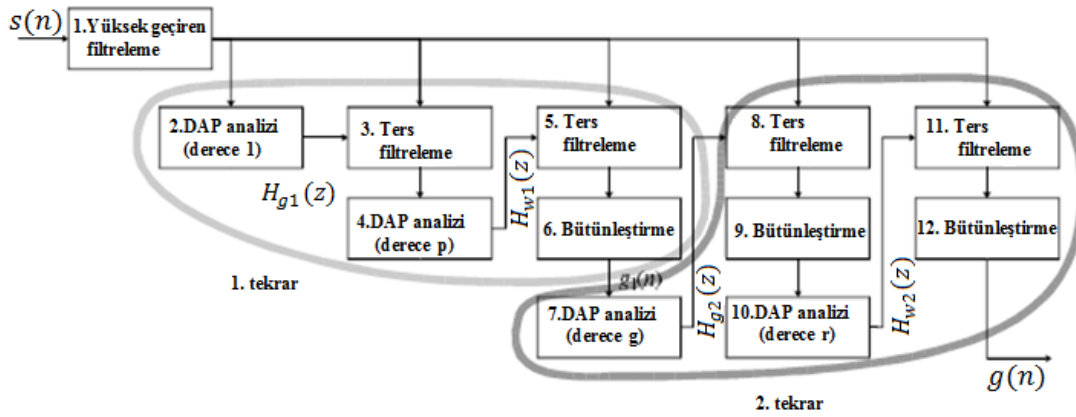 s(n)
1.Yüksek geçiren
filtreleme
2.DAP analizi
(derece 1)
3. Ters
filtreleme
5. Ters
filtreleme
8. Ters
filtreleme
11. Ters
filtreleme
H_{g1}(z)
H_{w1}(z)
4.DAP analizi
(derece p)
6. Bütünleştirme
9. Bütünleştirme
12. Bütünleştirme
1. tekrar
g₁(n)
H_{g2}(z)
H_{w2}(z)
7.DAP analizi
(derece g)
10.DAP analizi
(derece r)
g(n)
2. tekrar